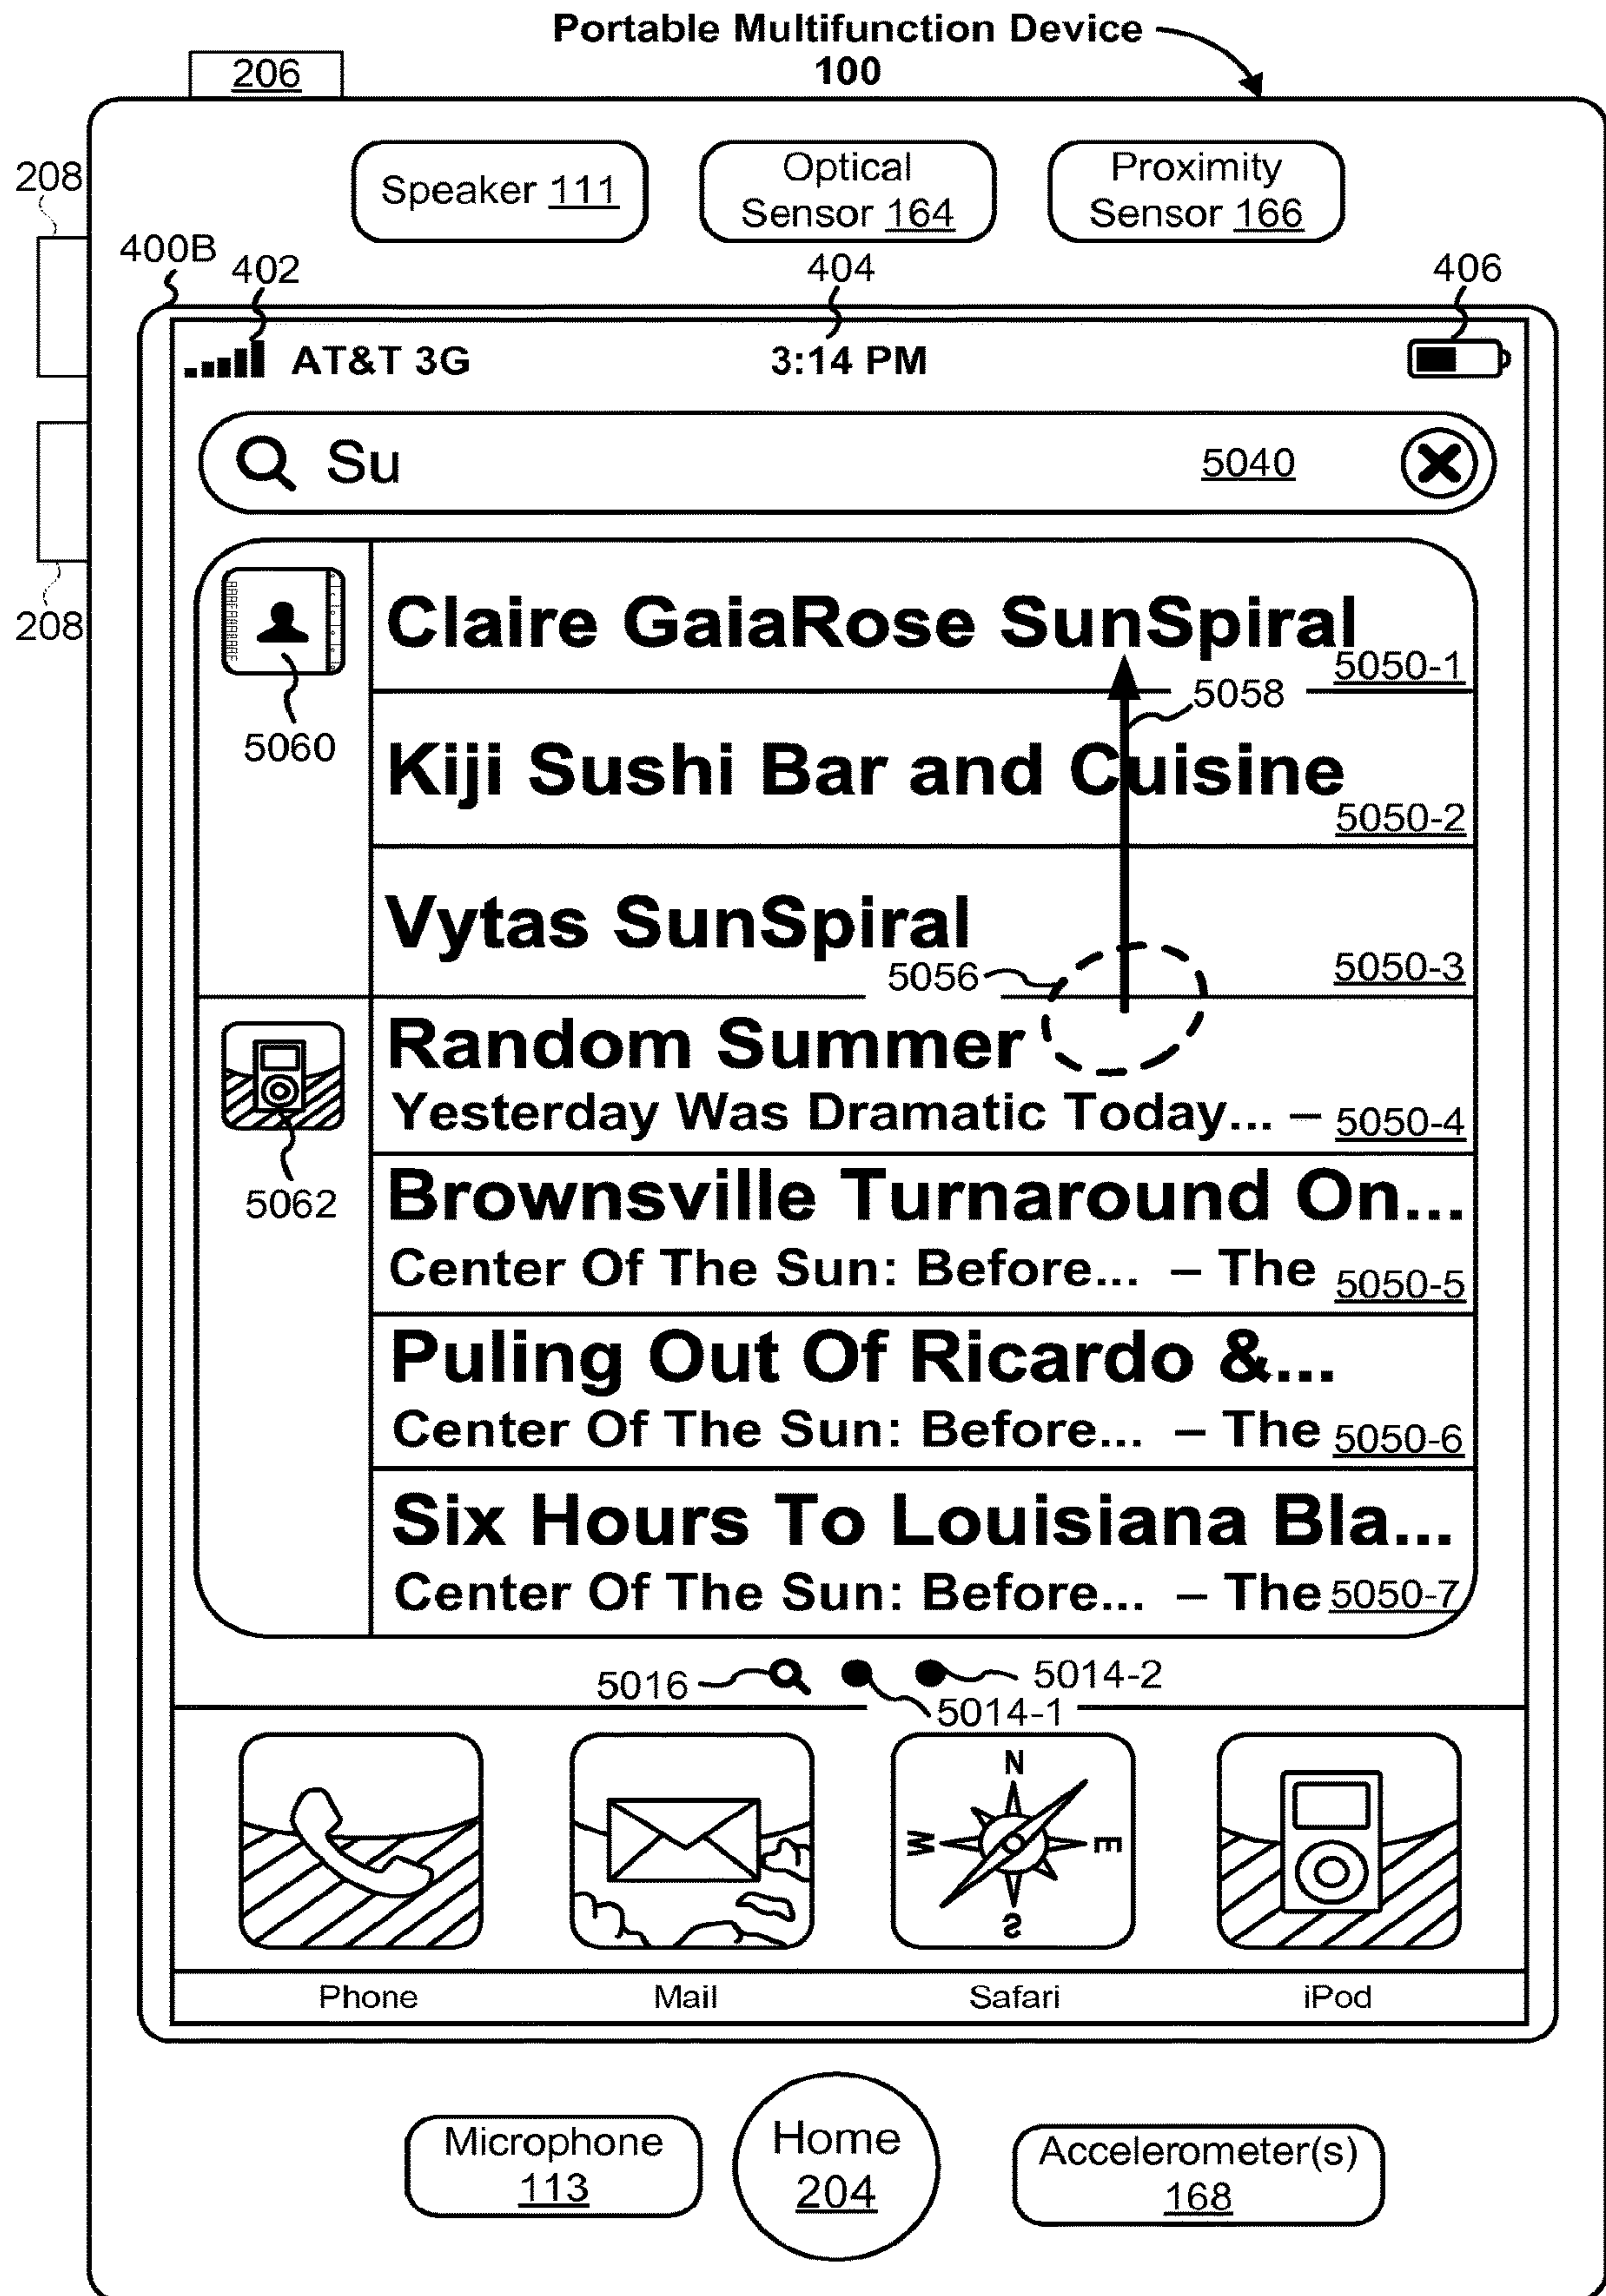 Portable Multifunction Device
100
206
208
Speaker 111
Optical
Sensor 164
Proximity
Sensor 166
400B
402
404
406
AT&T 3G
3:14 PM
Su
5040
208
Claire GaiaRose SunSpiral
5050-1
5058
5060
Kiji Sushi Bar and Cuisine
5050-2
Vytas SunSpiral
5056
5050-3
Random Summer
Yesterday Was Dramatic Today... –
5050-4
5062
Brownsville Turnaround On...
Center Of The Sun: Before... – The
5050-5
Puling Out Of Ricardo &...
Center Of The Sun: Before... – The
5050-6
Six Hours To Louisiana Bla...
Center Of The Sun: Before... – The
5050-7
5016
5014-2
5014-1
N
W
E
S
Phone
Mail
Safari
iPod
Microphone
113
Home
204
Accelerometer(s)
168